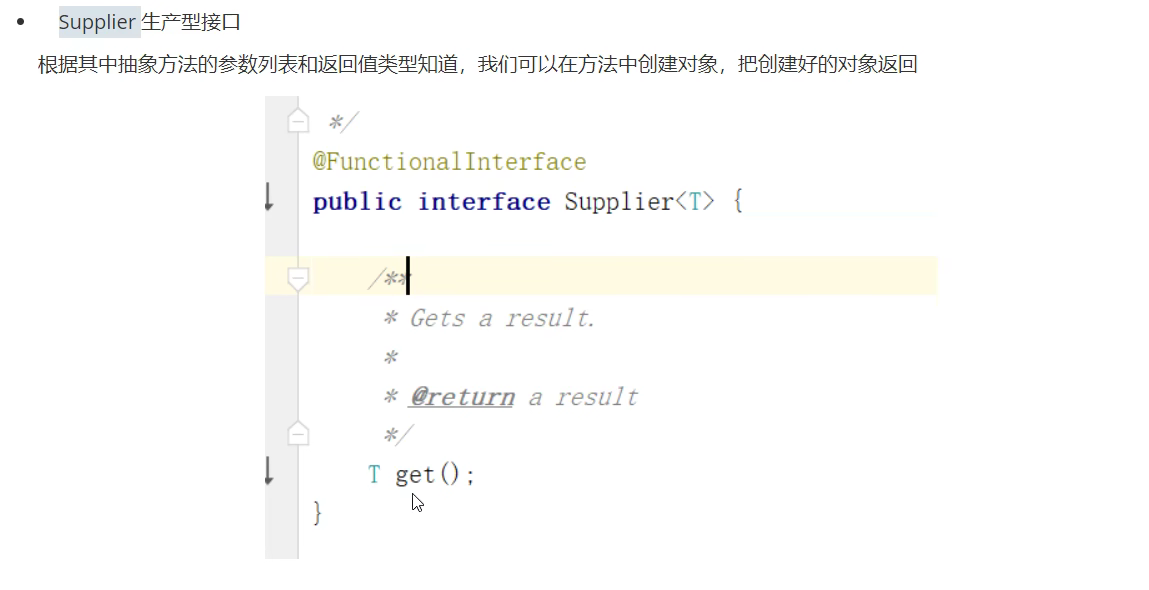 Supplier 生产型接口
根据其中抽象方法的参数列表和返回值类型知道，我们可以在方法中创建对象，把创建好的对象返回
*/
@FunctionalInterface
public interface Supplier<T> {
/**
* Gets a result.
*
* @return a result
*/
T get();
}